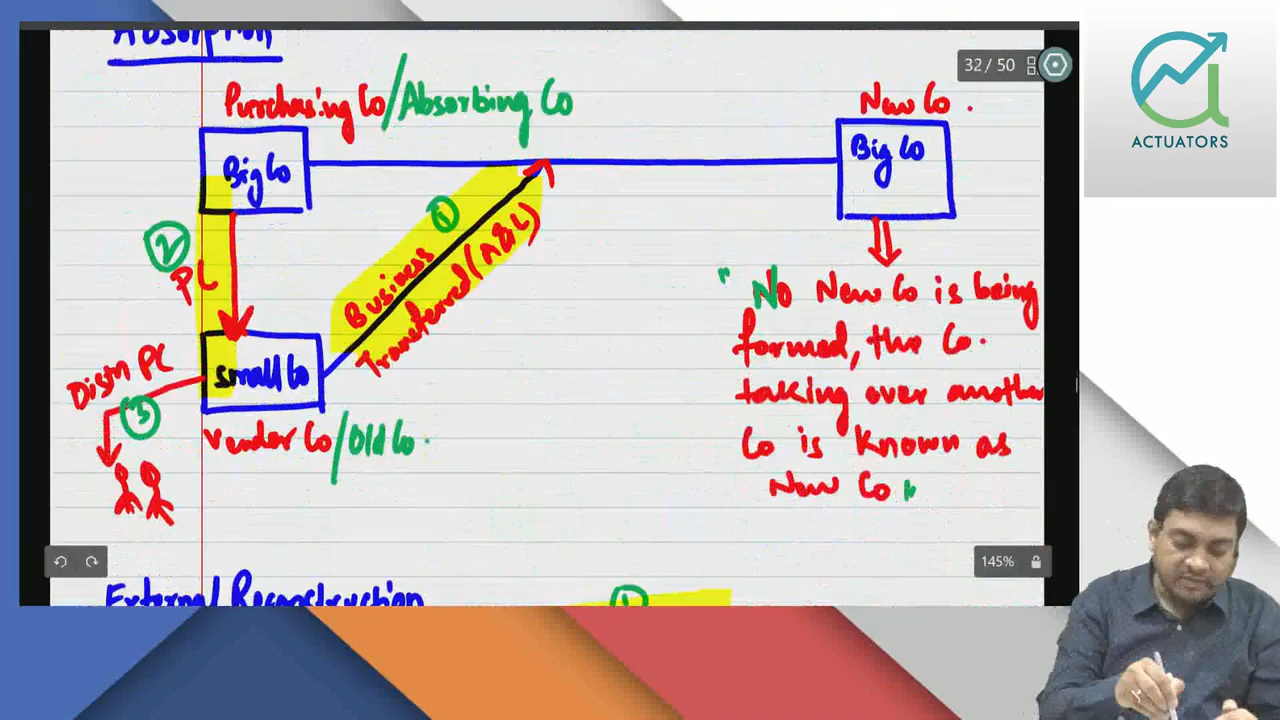 Absorption
32/50
Purchasing Co/Absorbing Co
New Co.
Big Co
Big Co
ACTUATORS
①
Business
Transferred (A&L)
②
PC
Small Co
Distn PC
③
Vendor Co/Old Co.
" No New Co is being
formed, the Co.
taking over another
Co is known as
New Co "
145%
External Reconstruction
①